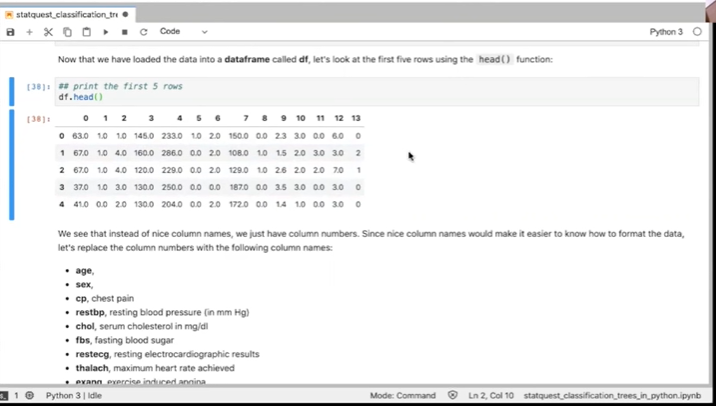 statquest_classification_tre
Code
Python 3
Now that we have loaded the data into a dataframe called df, let's look at the first five rows using the head() function:
[38]: ## print the first 5 rows
df.head()
[38]: 0 1 2 3 4 5 6 7 8 9 10 11 12 13
0 63.0 1.0 1.0 145.0 233.0 1.0 2.0 150.0 0.0 2.3 3.0 0.0 6.0 0
1 67.0 1.0 4.0 160.0 286.0 0.0 2.0 108.0 1.0 1.5 2.0 3.0 3.0 2
2 67.0 1.0 4.0 120.0 229.0 0.0 2.0 129.0 1.0 2.6 2.0 2.0 7.0 1
3 37.0 1.0 3.0 130.0 250.0 0.0 0.0 187.0 0.0 3.5 3.0 0.0 3.0 0
4 41.0 0.0 2.0 130.0 204.0 0.0 2.0 172.0 0.0 1.4 1.0 0.0 3.0 0
We see that instead of nice column names, we just have column numbers. Since nice column names would make it easier to know how to format the data,
let's replace the column numbers with the following column names:
• age,
• sex,
• cp, chest pain
• restbp, resting blood pressure (in mm Hg)
• chol, serum cholesterol in mg/dl
• fbs, fasting blood sugar
• restecg, resting electrocardiographic results
• thalach, maximum heart rate achieved
• exang, exercise induced angina
1 Python 3 | Idle Mode: Command Ln 2, Col 10 statquest_classification_trees_in_python.ipynb